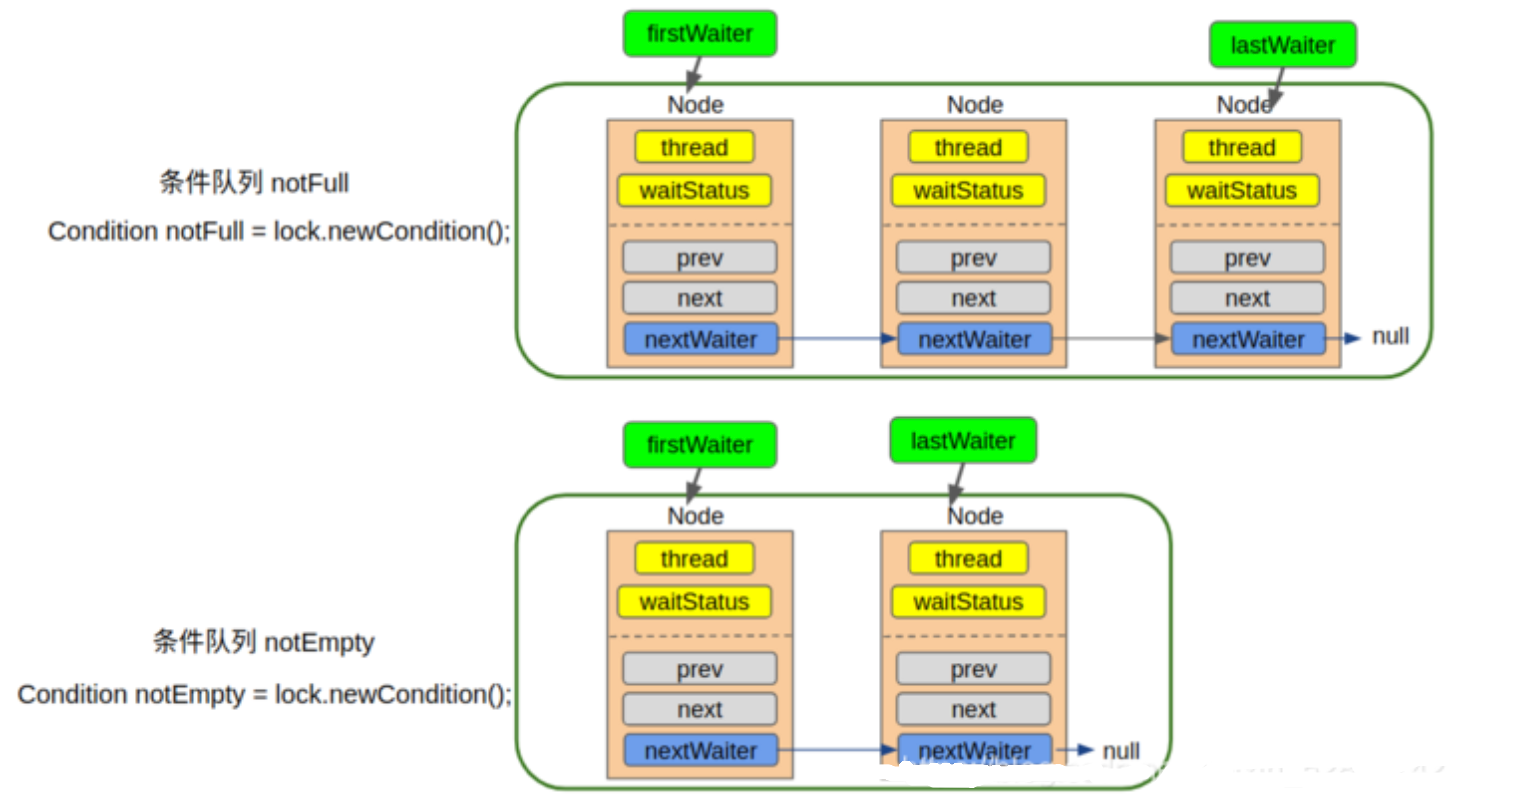 firstWaiter
lastWaiter
Node Node Node
thread thread thread
条件队列 notFull
waitStatus waitStatus waitStatus
Condition notFull = lock.newCondition();
prev prev prev
next next next
nextWaiter nextWaiter nextWaiter null
firstWaiter lastWaiter
Node Node
thread thread
waitStatus waitStatus
条件队列 notEmpty
prev prev
Condition notEmpty = lock.newCondition();
next next
nextWaiter nextWaiter null